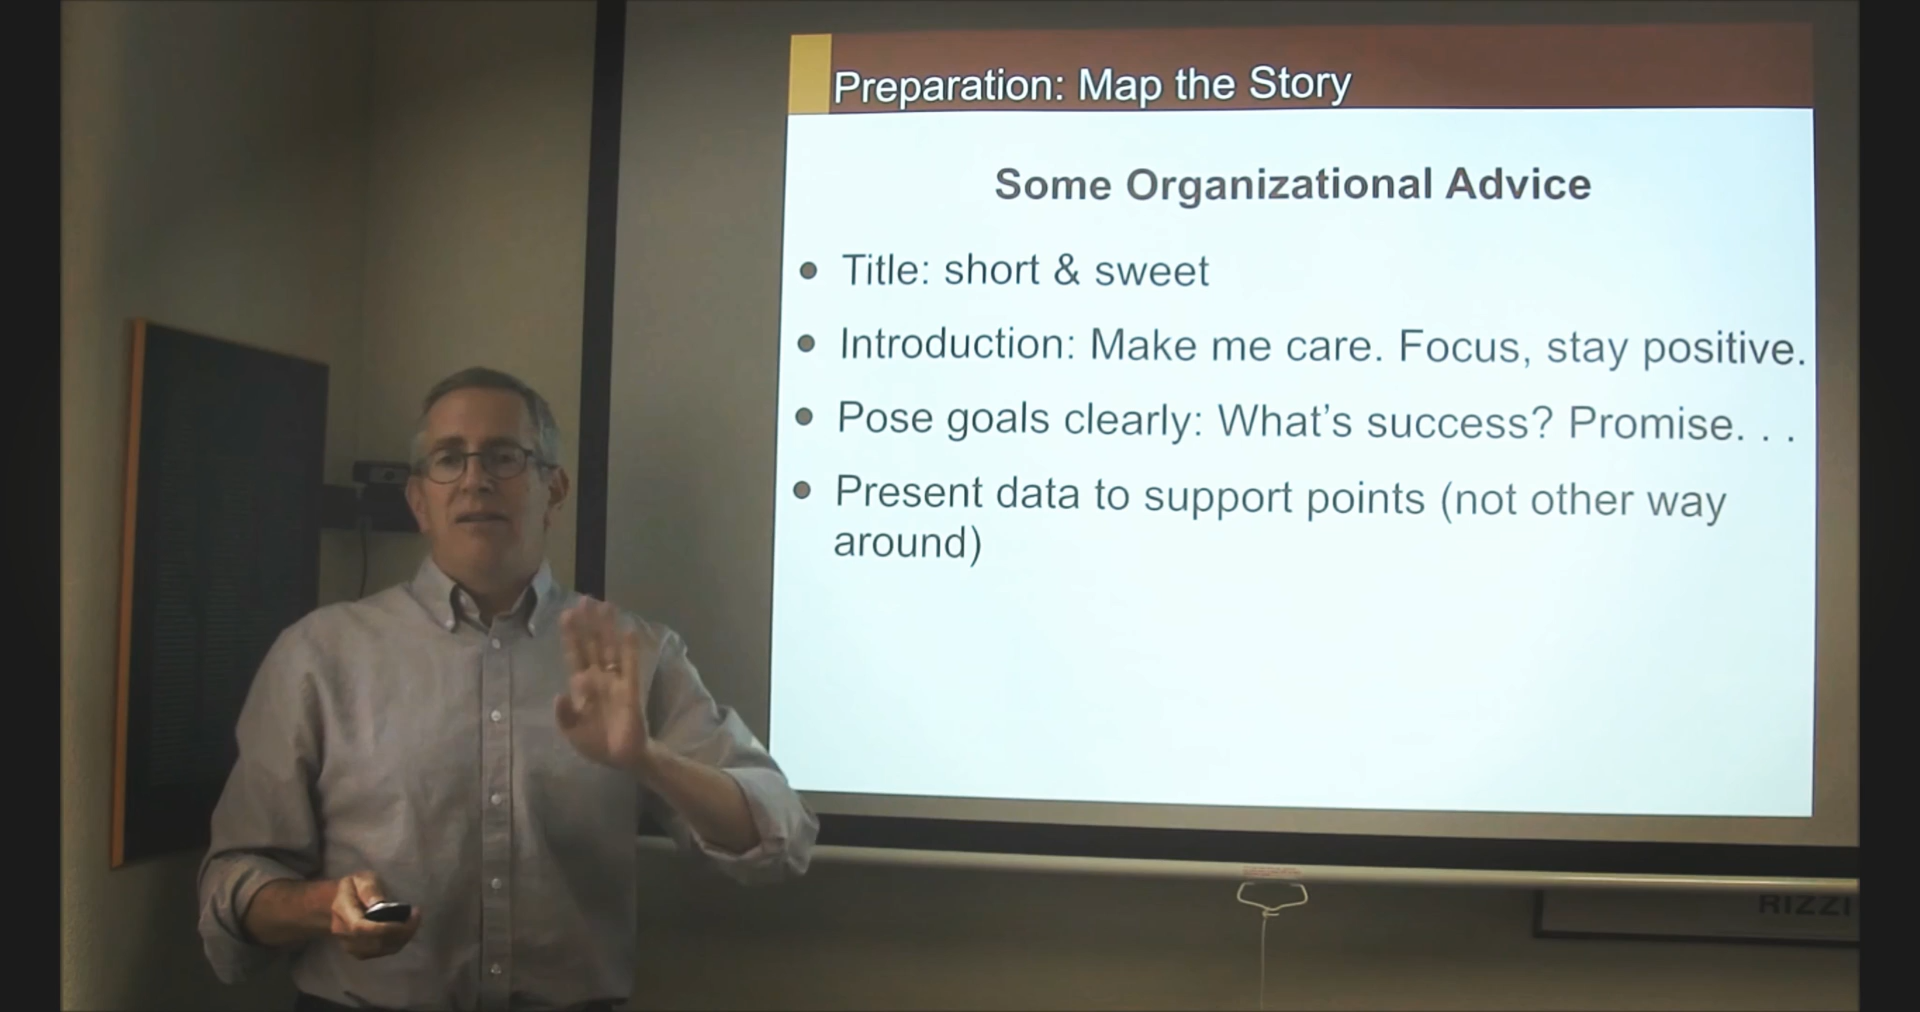 Preparation: Map the Story
Some Organizational Advice
Title: short & sweet
Introduction: Make me care. Focus, stay positive.
Pose goals clearly: What's success? Promise. . .
Present data to support points (not other way
around)
RIZZI